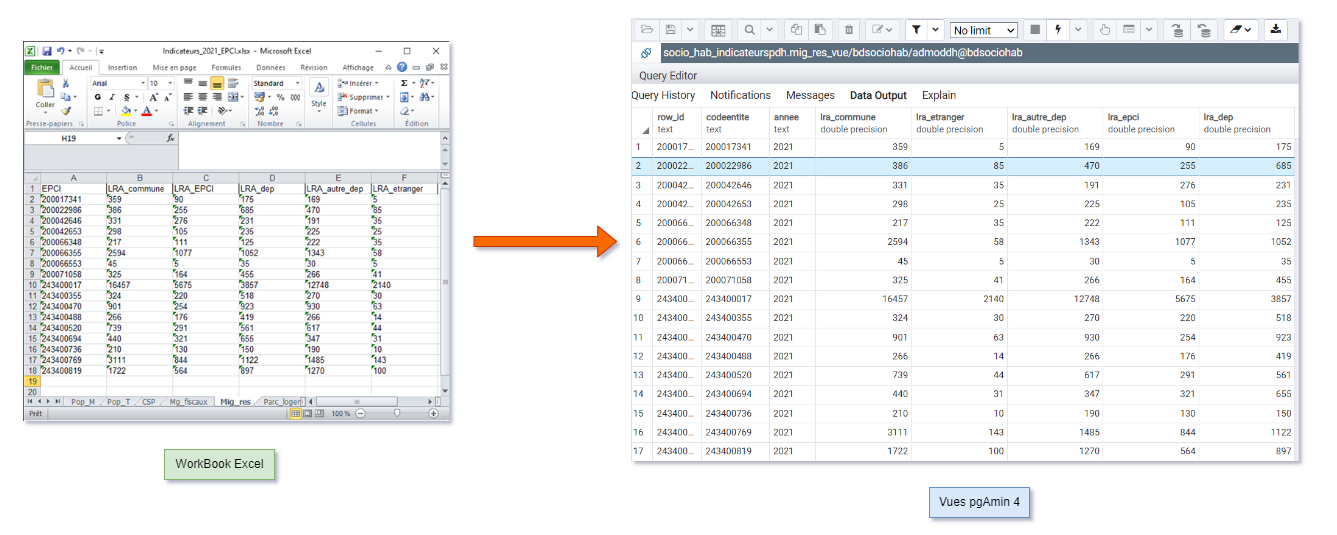 Indicateurs_2021_EPCI.xlsx - Microsoft Excel
Fichier Accueil Insertion Mise en page Formules Données Révision Affichage
Coller
Arial 10
G I S
Standard
% 000
Style
Insérer
Supprimer
Format
Presse-papiers Police Alignement Nombre Cellules Édition
H19 fx
A B C D E F
1 EPCI LRA_commune LRA_EPCI LRA_dep LRA_autre_dep LRA_etranger
2 200017341 359 90 175 169 5
3 200022986 386 255 685 470 85
4 200042646 331 276 231 191 35
5 200042653 298 105 235 225 25
6 200066348 217 111 125 222 35
7 200066355 2594 1077 1052 1343 58
8 200066553 45 5 35 30 5
9 200071058 325 164 455 266 41
10 243400017 16457 5675 3857 12748 2140
11 243400355 324 220 518 270 30
12 243400470 901 254 923 930 63
13 243400488 266 176 419 266 14
14 243400520 739 291 561 617 44
15 243400694 440 321 655 347 31
16 243400736 210 130 150 190 10
17 243400769 3111 844 1122 1485 143
18 243400819 1722 564 897 1270 100
19
20
Pop_M Pop_T CSP Mg_fiscaux Mig_res Parc_logem
Prêt 100 %
WorkBook Excel
No limit
socio_hab_indicateurspdh.mig_res_vue/bdsociohab/admoddh@bdsociohab
Query Editor
Query History Notifications Messages Data Output Explain
row_id codeentite annee lra_commune lra_etranger lra_autre_dep lra_epci lra_dep
text text text double precision double precision double precision double precision double precision
1 200017... 200017341 2021 359 5 169 90 175
2 200022... 200022986 2021 386 85 470 255 685
3 200042... 200042646 2021 331 35 191 276 231
4 200042... 200042653 2021 298 25 225 105 235
5 200066... 200066348 2021 217 35 222 111 125
6 200066... 200066355 2021 2594 58 1343 1077 1052
7 200066... 200066553 2021 45 5 30 5 35
8 200071... 200071058 2021 325 41 266 164 455
9 243400... 243400017 2021 16457 2140 12748 5675 3857
10 243400... 243400355 2021 324 30 270 220 518
11 243400... 243400470 2021 901 63 930 254 923
12 243400... 243400488 2021 266 14 266 176 419
13 243400... 243400520 2021 739 44 617 291 561
14 243400... 243400694 2021 440 31 347 321 655
15 243400... 243400736 2021 210 10 190 130 150
16 243400... 243400769 2021 3111 143 1485 844 1122
17 243400... 243400819 2021 1722 100 1270 564 897
Vues pgAmin 4